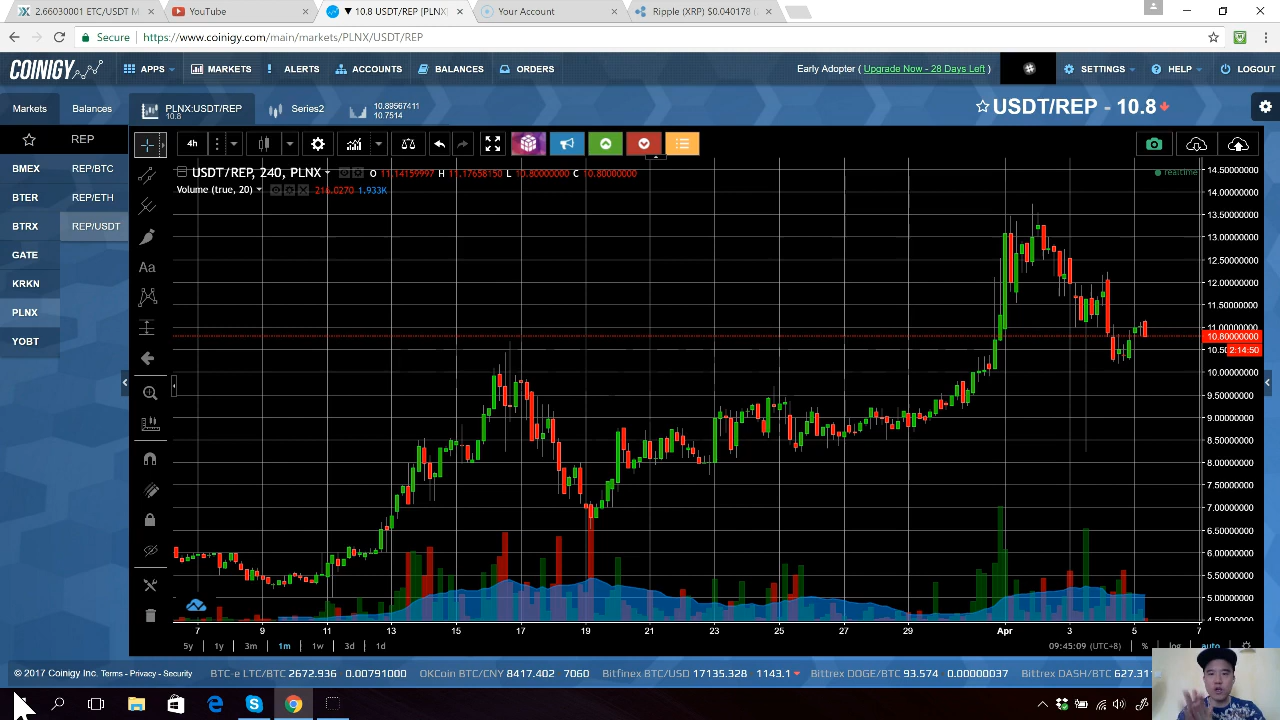 2.66030001 ETC/USDT M
YouTube
▼ 10.8 USDT/REP [PLNX]
Your Account
Ripple (XRP) $0.040178 (
Secure
https://www.coinigy.com/main/markets/PLNX/USDT/REP
COINIGY
APPS
MARKETS
ALERTS
ACCOUNTS
BALANCES
ORDERS
Early Adopter ( Upgrade Now - 28 Days Left )
SETTINGS
HELP
LOGOUT
Markets
Balances
PLNX:USDT/REP
10.8
Series2
10.89567411
10.7514
USDT/REP - 10.8
REP
4h
BMEX
REP/BTC
BTER
REP/ETH
BTRX
REP/USDT
GATE
KRKN
PLNX
YOBT
Aa
USDT/REP, 240, PLNX
O 11.14159997 H 11.17658150 L 10.80000000 C 10.80000000
Volume (true, 20)
216.0270 1.933K
realtime
14.50000000
14.00000000
13.50000000
13.00000000
12.50000000
12.00000000
11.50000000
11.00000000
10.80000000
10.50
2:14:50
10.00000000
9.50000000
9.00000000
8.50000000
8.00000000
7.50000000
7.00000000
6.50000000
6.00000000
5.50000000
5.00000000
4.50000000
7 9 11 13 15 17 19 21 23 25 27 29 Apr 3 5 7
5y 1y 3m 1m 1w 3d 1d
09:45:09 (UTC+8)
% log auto
© 2017 Coinigy Inc. Terms - Privacy - Security
BTC-e LTC/BTC 2672.936 0.00791000
OKCoin BTC/CNY 8417.402 7060
Bitfinex BTC/USD 17135.328 1143.1
Bittrex DOGE/BTC 93.574 0.00000037
Bittrex DASH/BTC 627.311